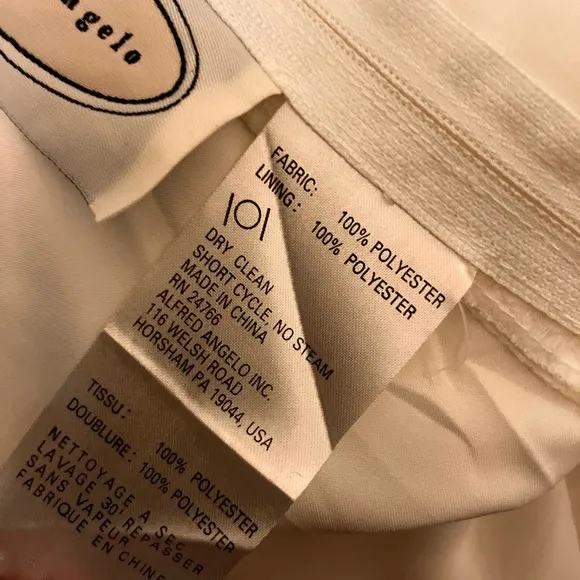 ngelo
FABRIC: 100% POLYESTER
LINING: 100% POLYESTER
DRY CLEAN
SHORT CYCLE, NO STEAM
MADE IN CHINA
RN 24766
ALFRED ANGELO INC.
116 WELSH ROAD
HORSHAM PA 19044, USA
TISSU: 100% POLYESTER
DOUBLURE: 100% POLYESTER
NETTOYAGE A SEC
LAVAGE 30' REPASSER
SANS VAPEUR
FABRIQUE EN CHINE